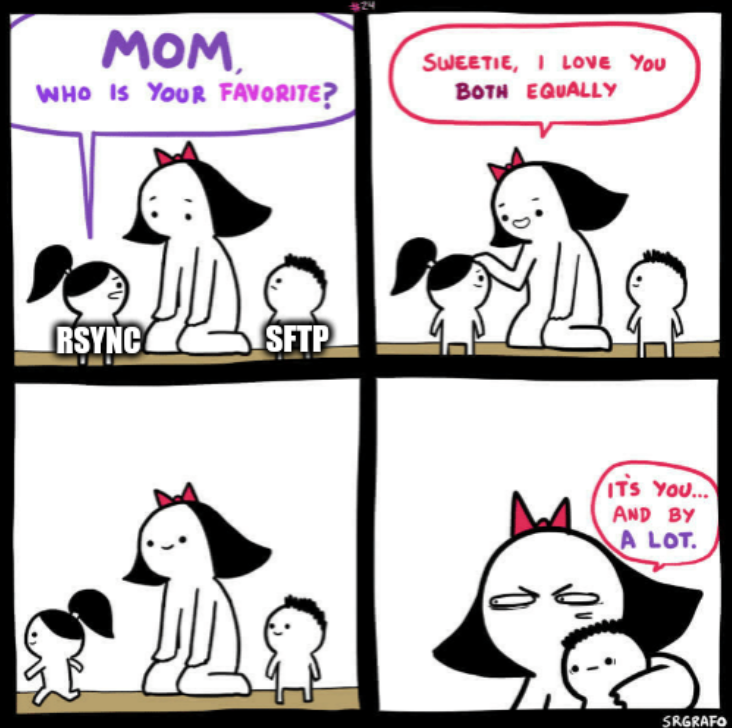 #24
MOM,
WHO IS YOUR FAVORITE?
SWEETIE, I LOVE YOU
BOTH EQUALLY
RSYNC
SFTP
IT'S YOU...
AND BY
A LOT.
SRGRAFO